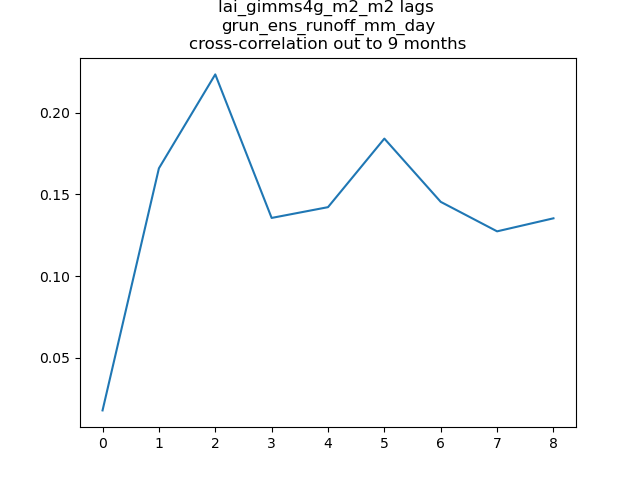 lai_gimms4g_m2_m2 lags
grun_ens_runoff_mm_day
cross-correlation out to 9 months
0.20
0.15
0.10
0.05
0 1 2 3 4 5 6 7 8